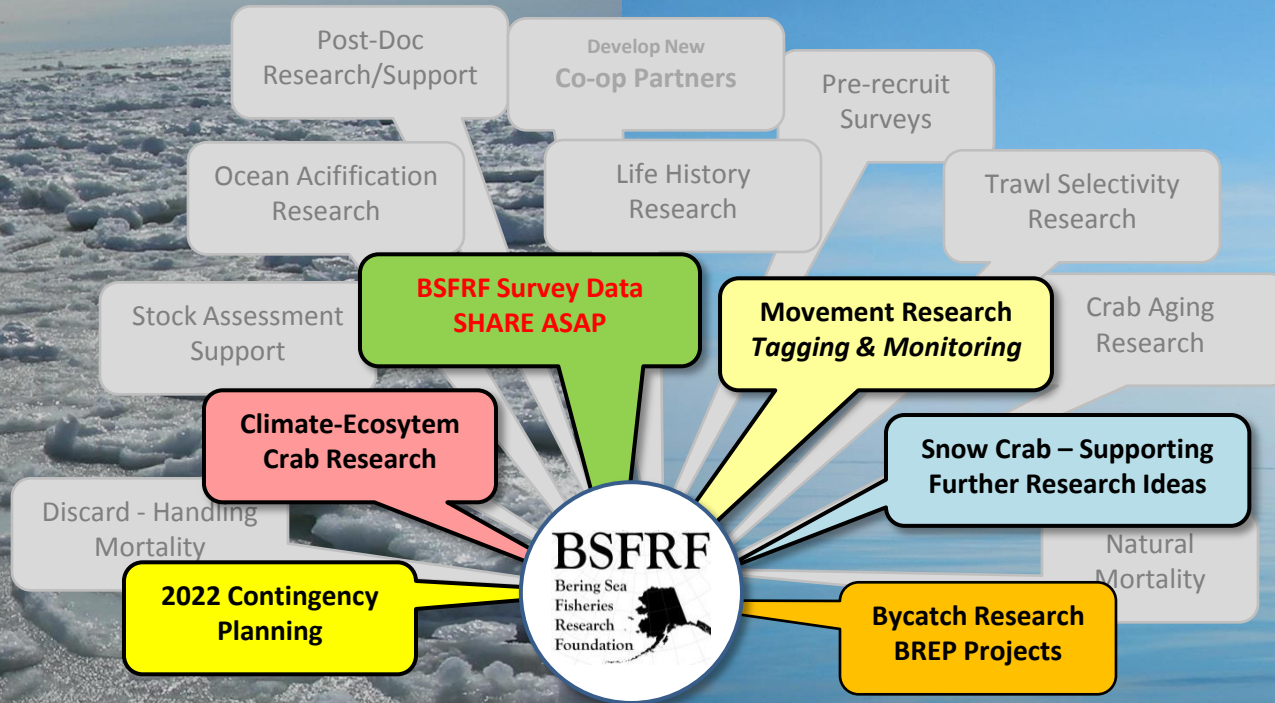 Post-Doc
Research/Support
Develop New
Co-op Partners
Pre-recruit
Surveys
Ocean Acifification
Research
Life History
Research
Trawl Selectivity
Research
BSFRF Survey Data
SHARE ASAP
Movement Research
Tagging & Monitoring
Stock Assessment
Support
Crab Aging
Research
Climate-Ecosytem
Crab Research
Snow Crab – Supporting
Further Research Ideas
Discard - Handling
Mortality
Natural
Mortality
2022 Contingency
Planning
BSFRF
Bering Sea
Fisheries
Research
Foundation
Bycatch Research
BREP Projects